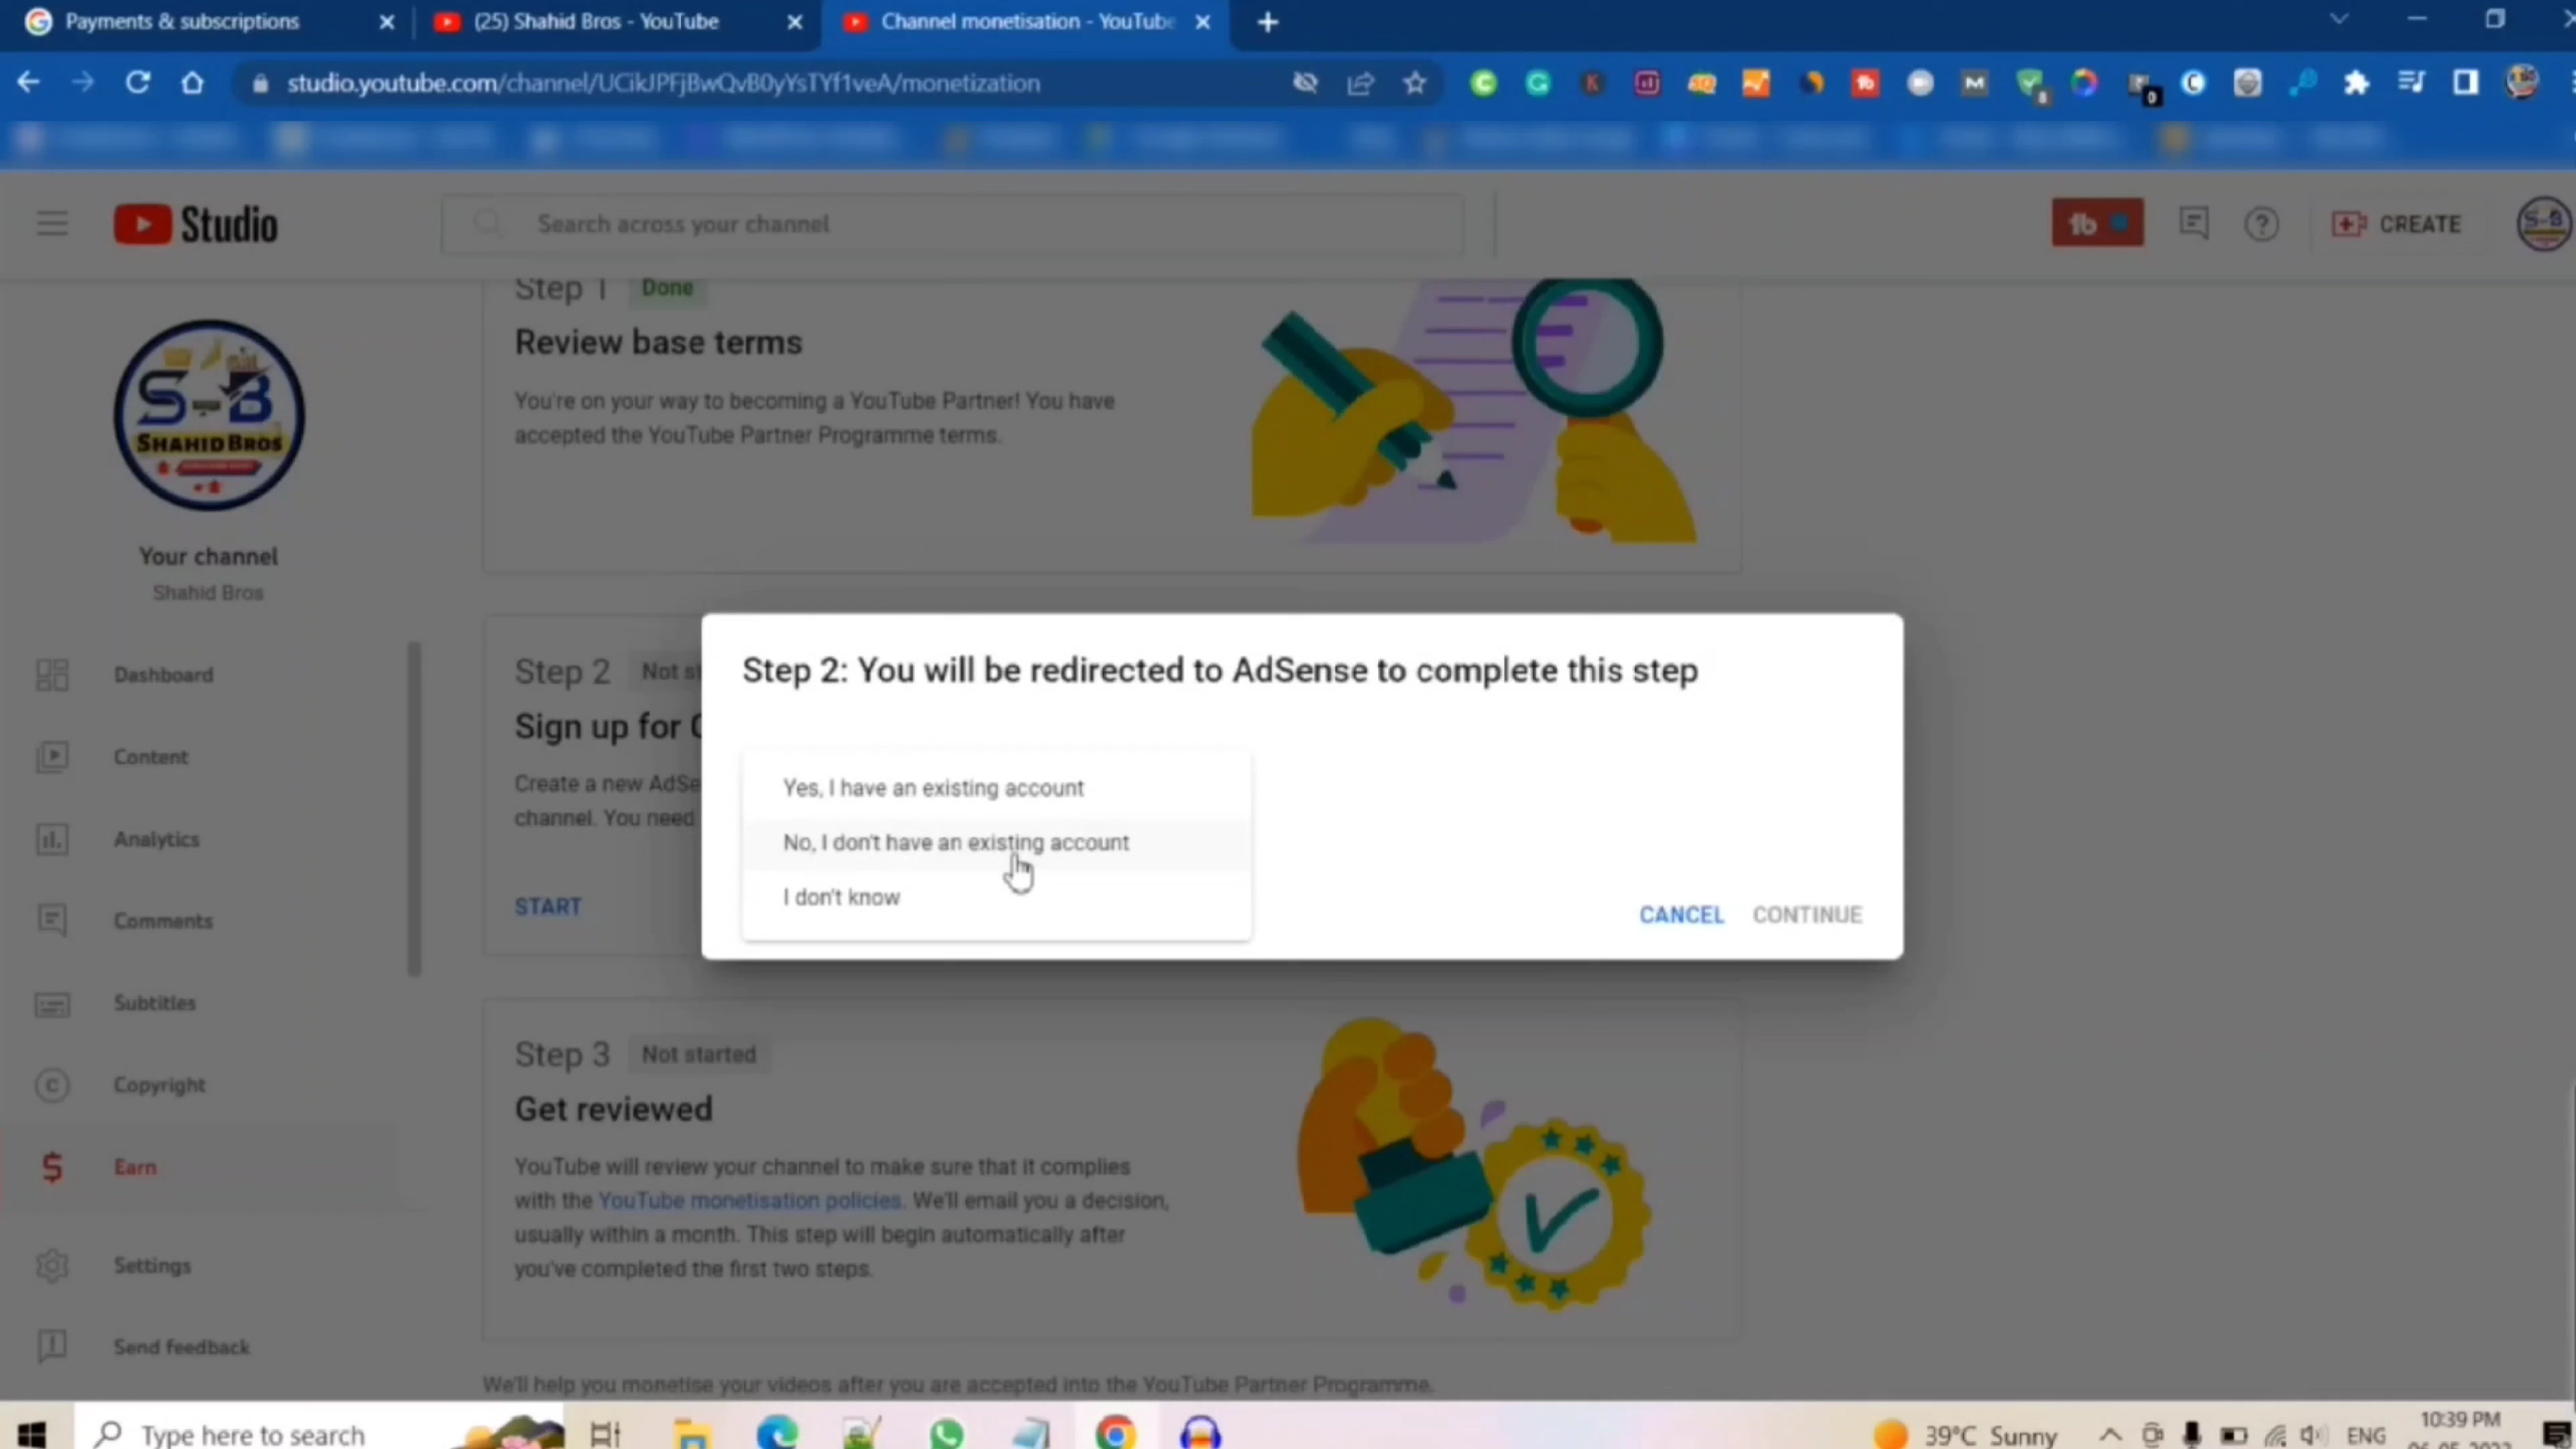 Payments & subscriptions
(25) Shahid Bros - YouTube
Channel monetisation - YouTube
studio.youtube.com/channel/UCikJPFjBwQvB0yYsTYf1veA/monetization
Studio
Search across your channel
CREATE
Step 1 Done
Review base terms
You're on your way to becoming a YouTube Partner! You have
accepted the YouTube Partner Programme terms.
S-B
SHAHID BROS
Your channel
Shahid Bros
Dashboard
Content
Analytics
Comments
Subtitles
Copyright
Earn
Settings
Send feedback
Step 2 Not
Sign up for
Create a new AdSe
channel. You need
START
Step 2: You will be redirected to AdSense to complete this step
Yes, I have an existing account
No, I don't have an existing account
I don't know
CANCEL CONTINUE
Step 3 Not started
Get reviewed
YouTube will review your channel to make sure that it complies
with the YouTube monetisation policies. We'll email you a decision,
usually within a month. This step will begin automatically after
you've completed the first two steps.
We'll help you monetise your videos after you are accepted into the YouTube Partner Programme.
Type here to search
39°C Sunny
ENG
10:39 PM